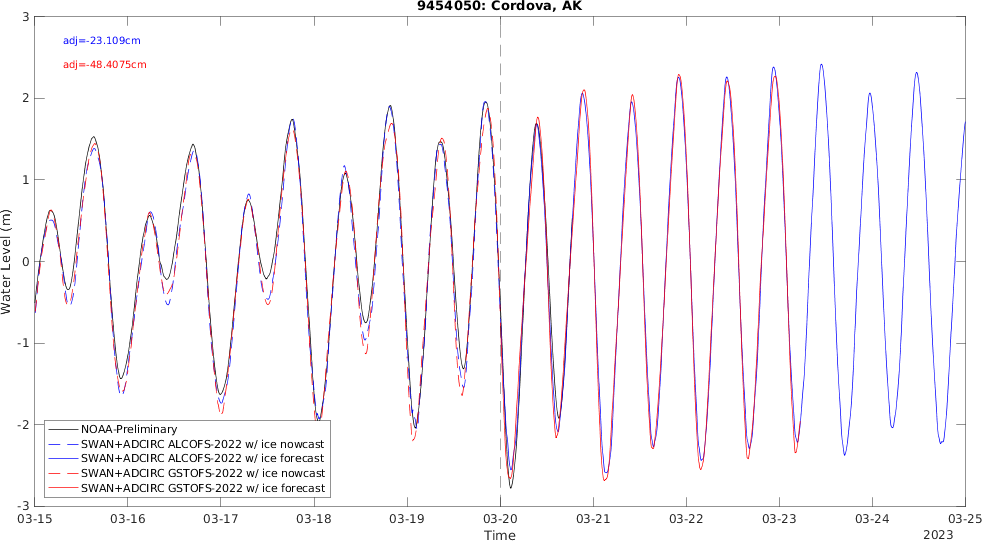 9454050: Cordova, AK
adj=-23.109cm
adj=-48.4075cm
3
2
1
0
-1
-2
-3
Water Level (m)
NOAA-Preliminary
SWAN+ADCIRC ALCOFS-2022 w/ ice nowcast
SWAN+ADCIRC ALCOFS-2022 w/ ice forecast
SWAN+ADCIRC GSTOFS-2022 w/ ice nowcast
SWAN+ADCIRC GSTOFS-2022 w/ ice forecast
03-15 03-16 03-17 03-18 03-19 03-20 03-21 03-22 03-23 03-24 03-25
Time
2023